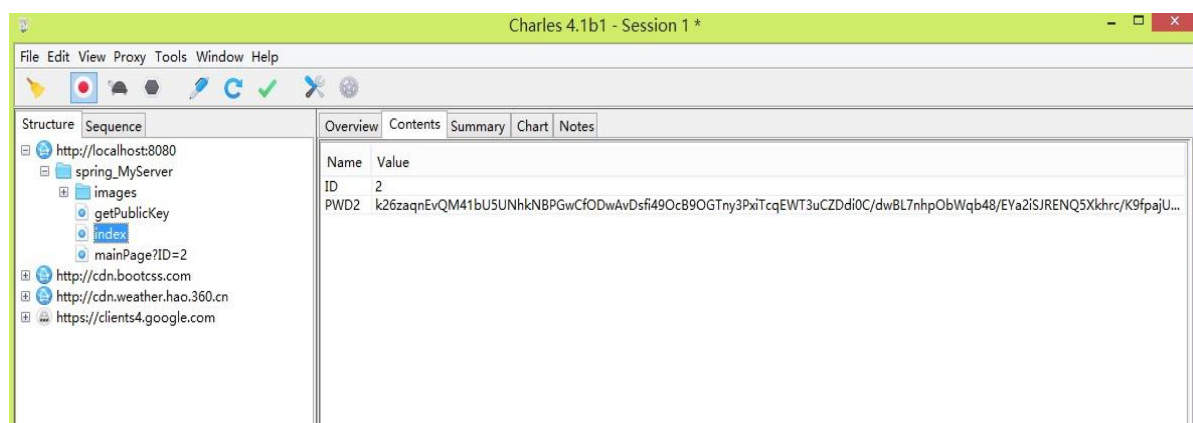 Charles 4.1b1 - Session 1 *
File Edit View Proxy Tools Window Help
Structure Sequence
http://localhost:8080
spring_MyServer
images
getPublicKey
index
mainPage?ID=2
http://cdn.bootcss.com
http://cdn.weather.hao.360.cn
https://clients4.google.com
Overview Contents Summary Chart Notes
Name Value
ID 2
PWD2 k26zaqnEvQM41bU5UNhkNBPGwCfODwAvDsfi49OcB9OGTny3PxiTcqEWT3uCZDdi0C/dwBL7nhpObWqb48/EYa2iSJRENQ5Xkhrc/K9fpajU...